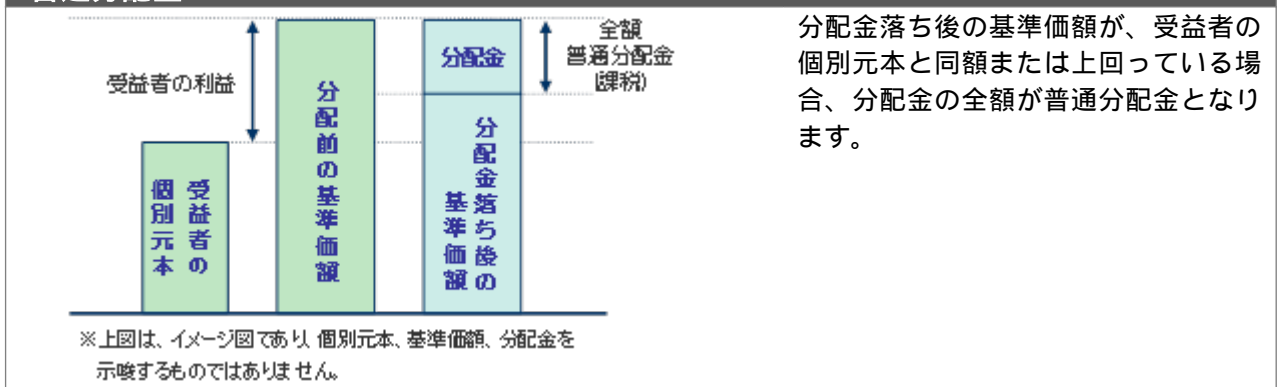 受益者の利益
受益者の
個別元本
分配前の基準価額
分配金
分配金落ち後の
基準価額
全額
普通分配金
(課税)
※上図は、イメージ図であり、個別元本、基準価額、分配金を
示唆するものではありません。
分配金落ち後の基準価額が、受益者の
個別元本と同額または上回っている場
合、分配金の全額が普通分配金となり
ます。